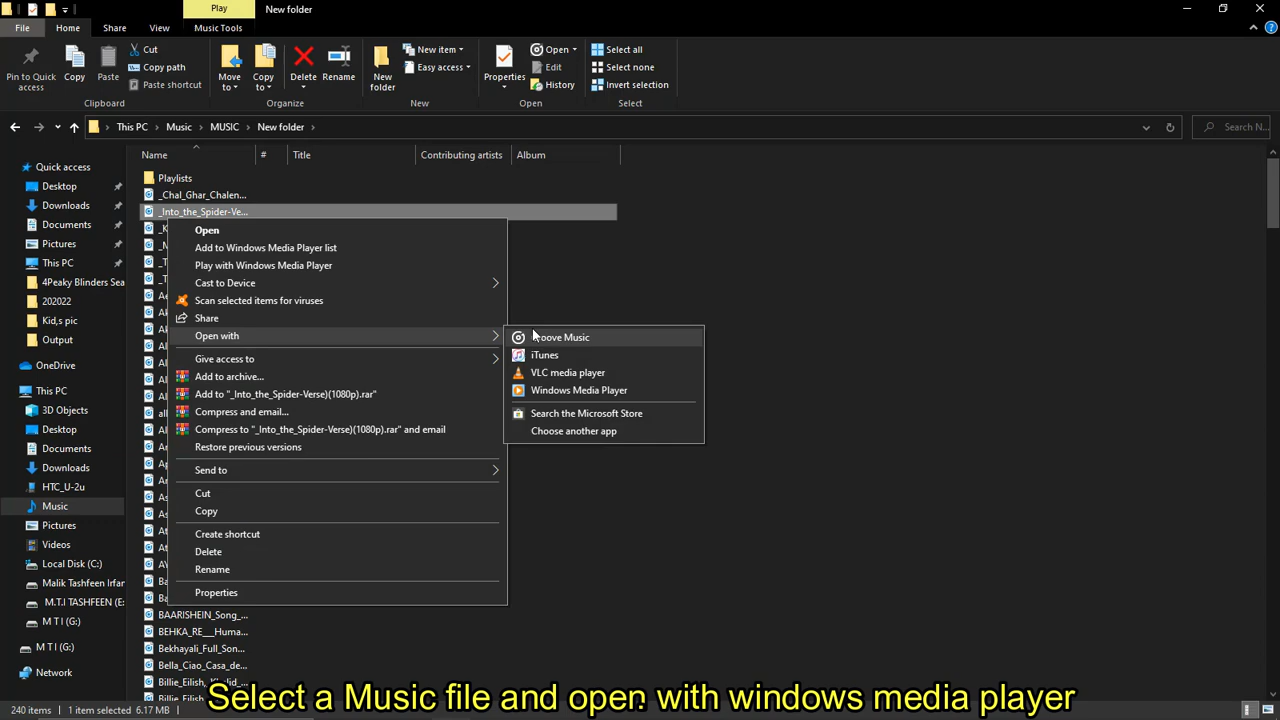 Play
New folder
File
Home
Share
View
Music Tools
Pin to Quick access
Copy
Paste
Cut
Copy path
Paste shortcut
Clipboard
Move to
Copy to
Delete
Rename
Organize
New folder
New item
Easy access
New
Properties
Open
Edit
History
Open
Select all
Select none
Invert selection
Select
This PC
Music
MUSIC
New folder
Search N...
Name
#
Title
Contributing artists
Album
Quick access
Desktop
Downloads
Documents
Pictures
This PC
4Peaky Blinders Sea
202022
Kid,s pic
Output
OneDrive
This PC
3D Objects
Desktop
Documents
Downloads
HTC_U-2u
Music
Pictures
Videos
Local Disk (C:)
Malik Tashfeen Irfan
M.T.I TASHFEEN (E:
M T I (G:)
M T I (G:)
Network
Playlists
_Chal_Ghar_Chalen...
_Into_the_Spider-Ve...
Open
Add to Windows Media Player list
Play with Windows Media Player
Cast to Device
Scan selected items for viruses
Share
Open with
Give access to
Add to archive...
Add to "_Into_the_Spider-Verse)(1080p).rar"
Compress and email...
Compress to "_Into_the_Spider-Verse)(1080p).rar" and email
Restore previous versions
Send to
Cut
Copy
Create shortcut
Delete
Rename
Properties
iTunes
VLC media player
Windows Media Player
Search the Microsoft Store
Choose another app
BAARISHEIN_Song_...
BEHKA_RE___Huma...
Bekhayali_Full_Son...
Bella_Ciao_Casa_de...
Billie_Eilish,_Khalid_...
Select a Music file and open with windows media player
240 items
1 item selected 6.17 MB